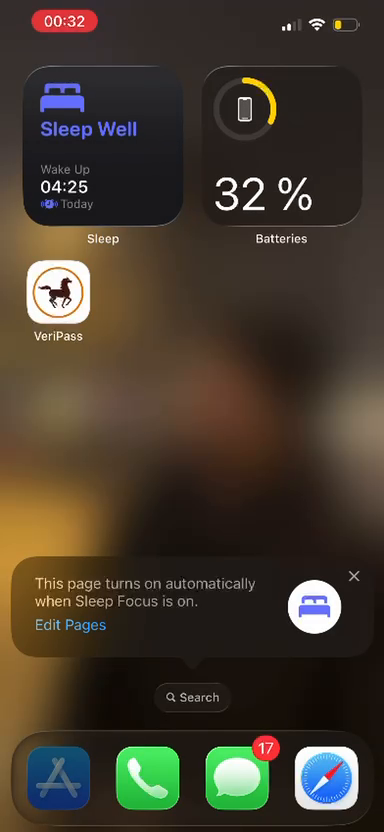 00:32
Sleep Well
Wake Up
04:25
Today
32 %
Sleep
Batteries
VeriPass
This page turns on automatically
when Sleep Focus is on.
Edit Pages
Search
17